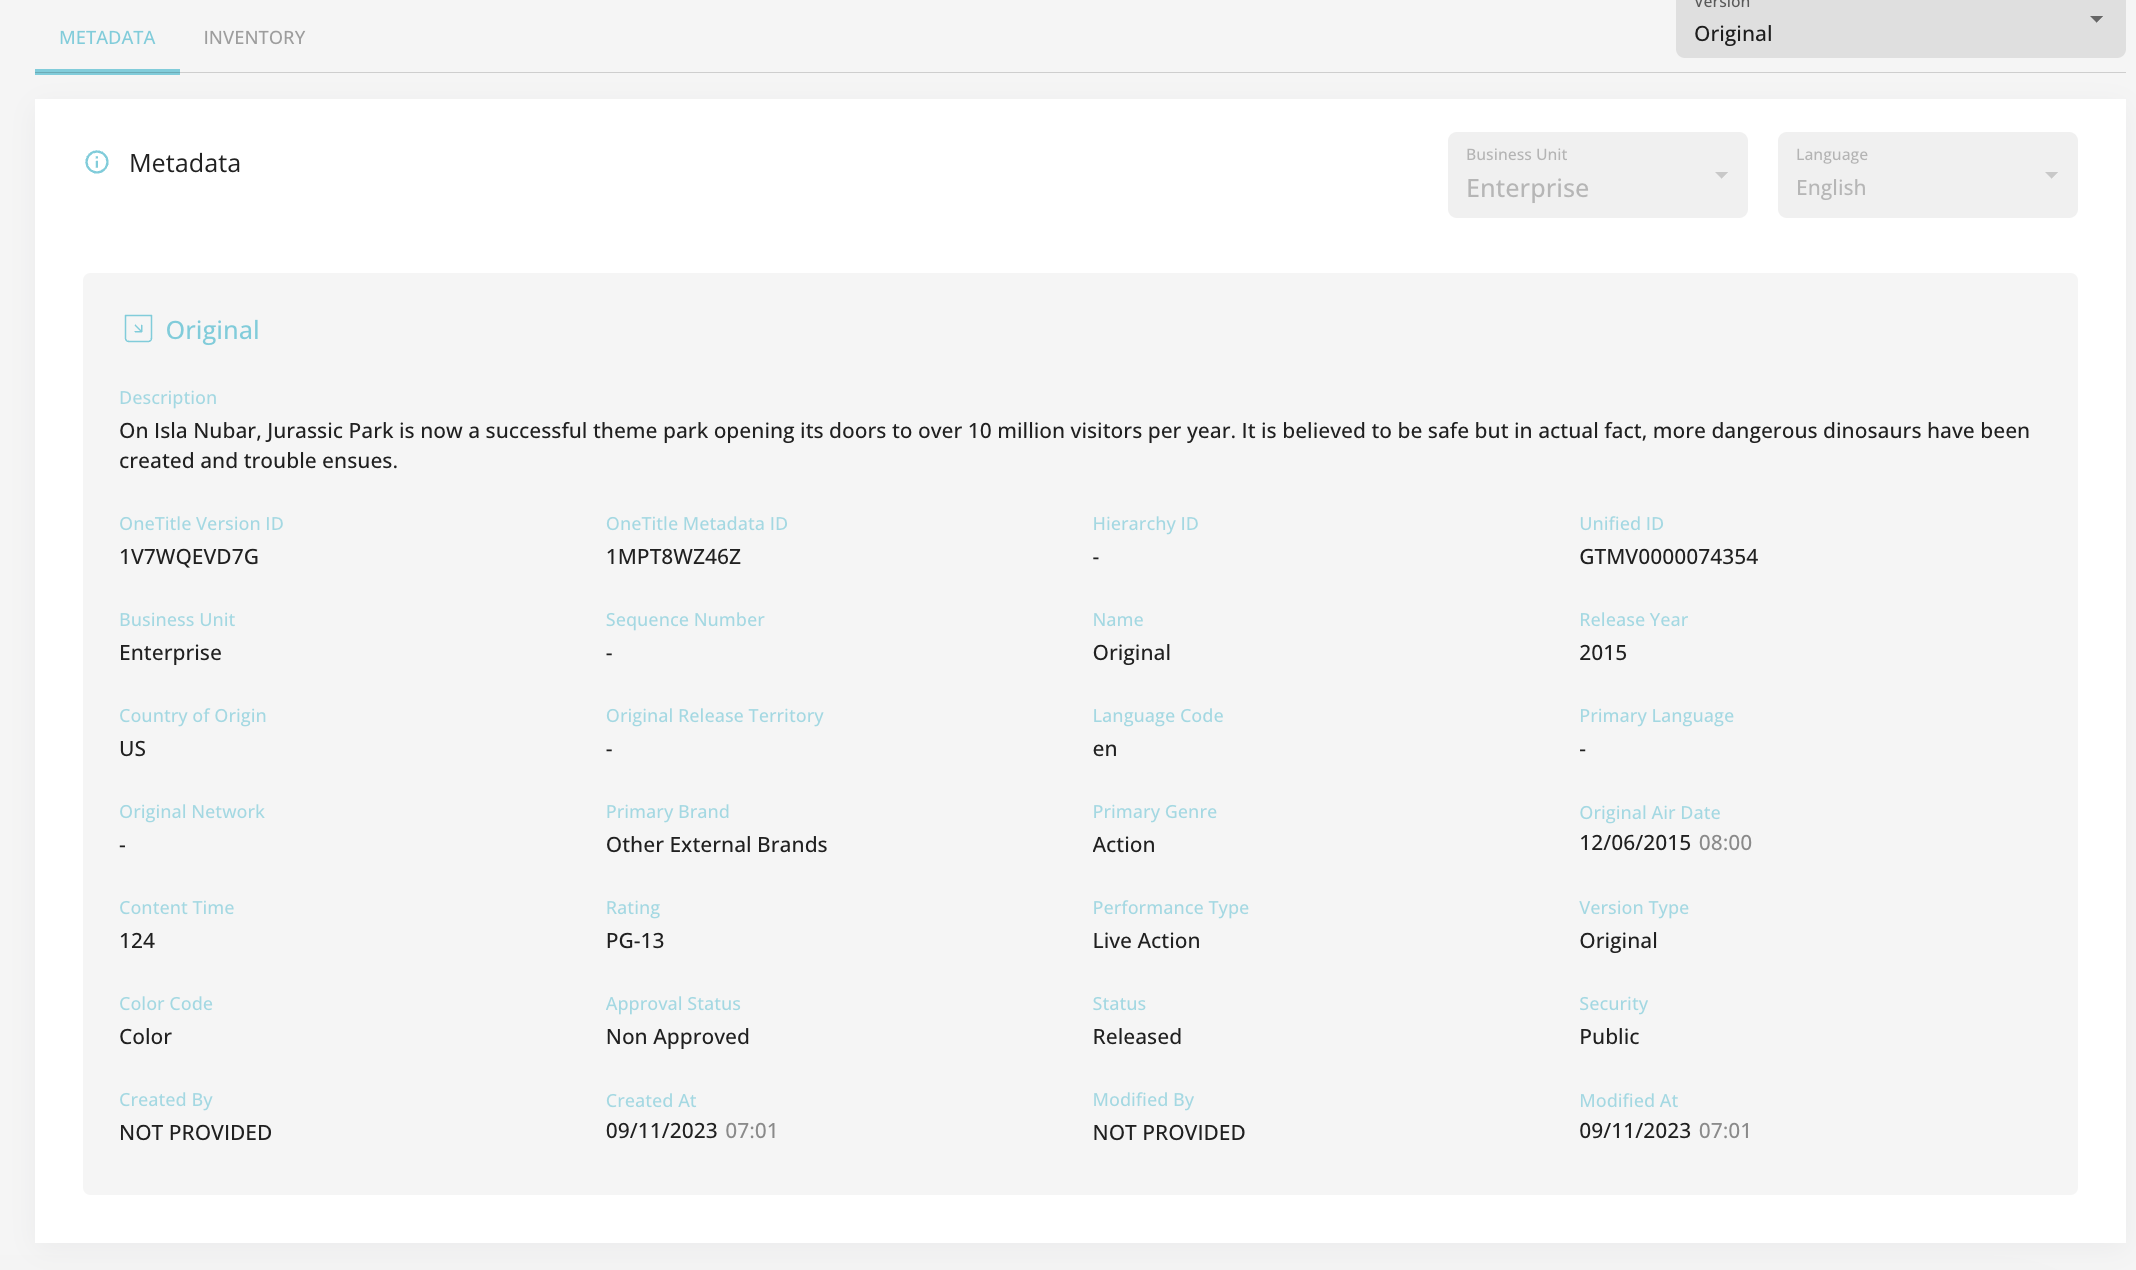 Version
METADATA
INVENTORY
Original
Metadata
Business Unit
Enterprise
Language
English
Original
Description
On Isla Nubar, Jurassic Park is now a successful theme park opening its doors to over 10 million visitors per year. It is believed to be safe but in actual fact, more dangerous dinosaurs have been
created and trouble ensues.
OneTitle Version ID
1V7WQEVD7G
OneTitle Metadata ID
1MPT8WZ46Z
Hierarchy ID
-
Unified ID
GTMV0000074354
Business Unit
Enterprise
Sequence Number
-
Name
Original
Release Year
2015
Country of Origin
US
Original Release Territory
-
Language Code
en
Primary Language
-
Original Network
-
Primary Brand
Other External Brands
Primary Genre
Action
Original Air Date
12/06/2015 08:00
Content Time
124
Rating
PG-13
Performance Type
Live Action
Version Type
Original
Color Code
Color
Approval Status
Non Approved
Status
Released
Security
Public
Created By
NOT PROVIDED
Created At
09/11/2023 07:01
Modified By
NOT PROVIDED
Modified At
09/11/2023 07:01